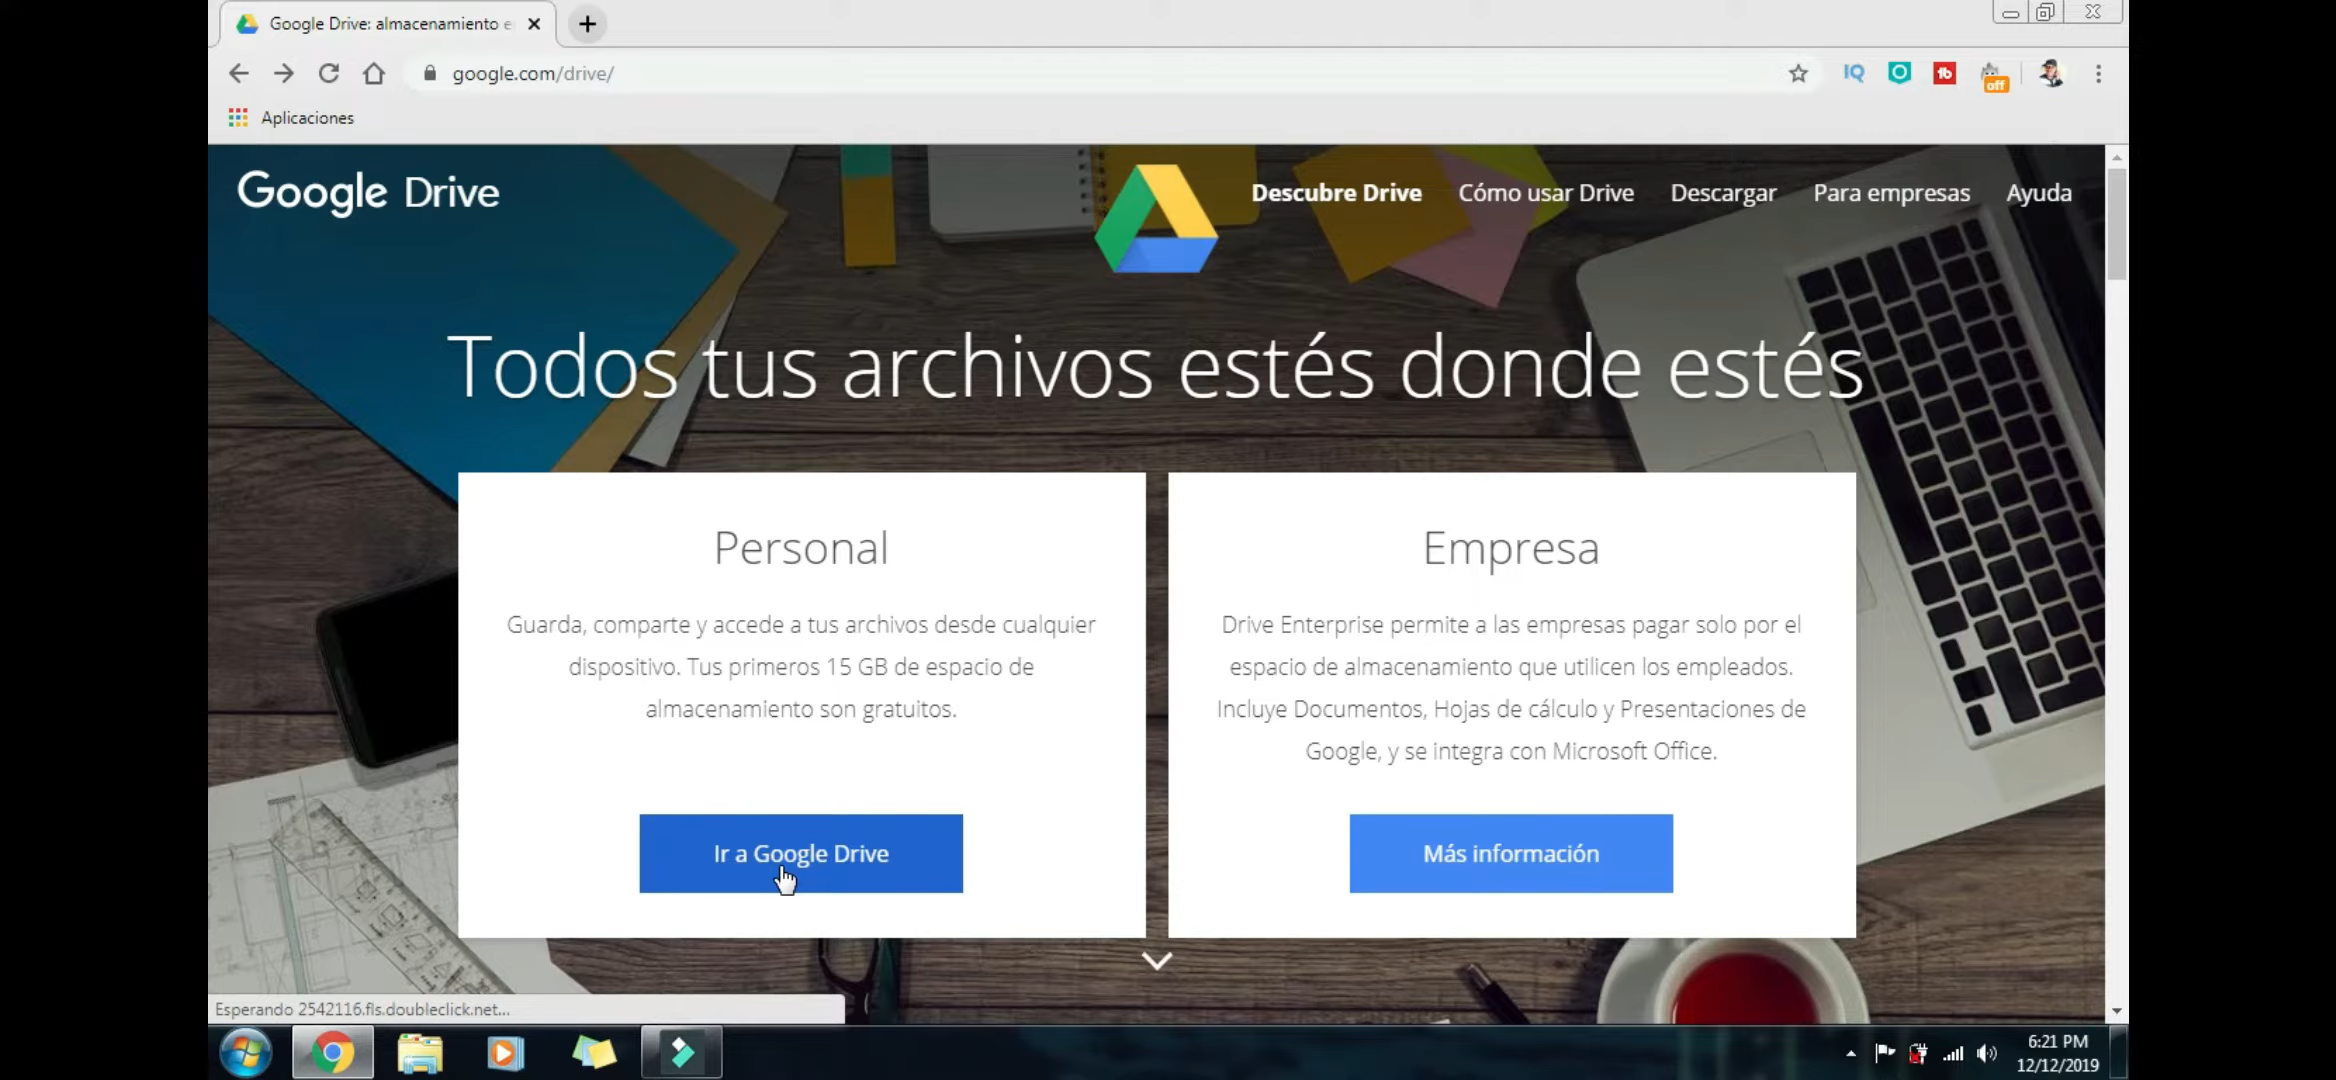 Google Drive: almacenamiento e
google.com/drive/
IQ
tb
off
Aplicaciones
Google Drive
Descubre Drive
Cómo usar Drive
Descargar
Para empresas
Ayuda
Todos tus archivos estés donde estés
Personal
Guarda, comparte y accede a tus archivos desde cualquier
dispositivo. Tus primeros 15 GB de espacio de
almacenamiento son gratuitos.
Ir a Google Drive
Empresa
Drive Enterprise permite a las empresas pagar solo por el
espacio de almacenamiento que utilicen los empleados.
Incluye Documentos, Hojas de cálculo y Presentaciones de
Google, y se integra con Microsoft Office.
Más información
Esperando 2542116.fls.doubleclick.net...
6:21 PM
12/12/2019